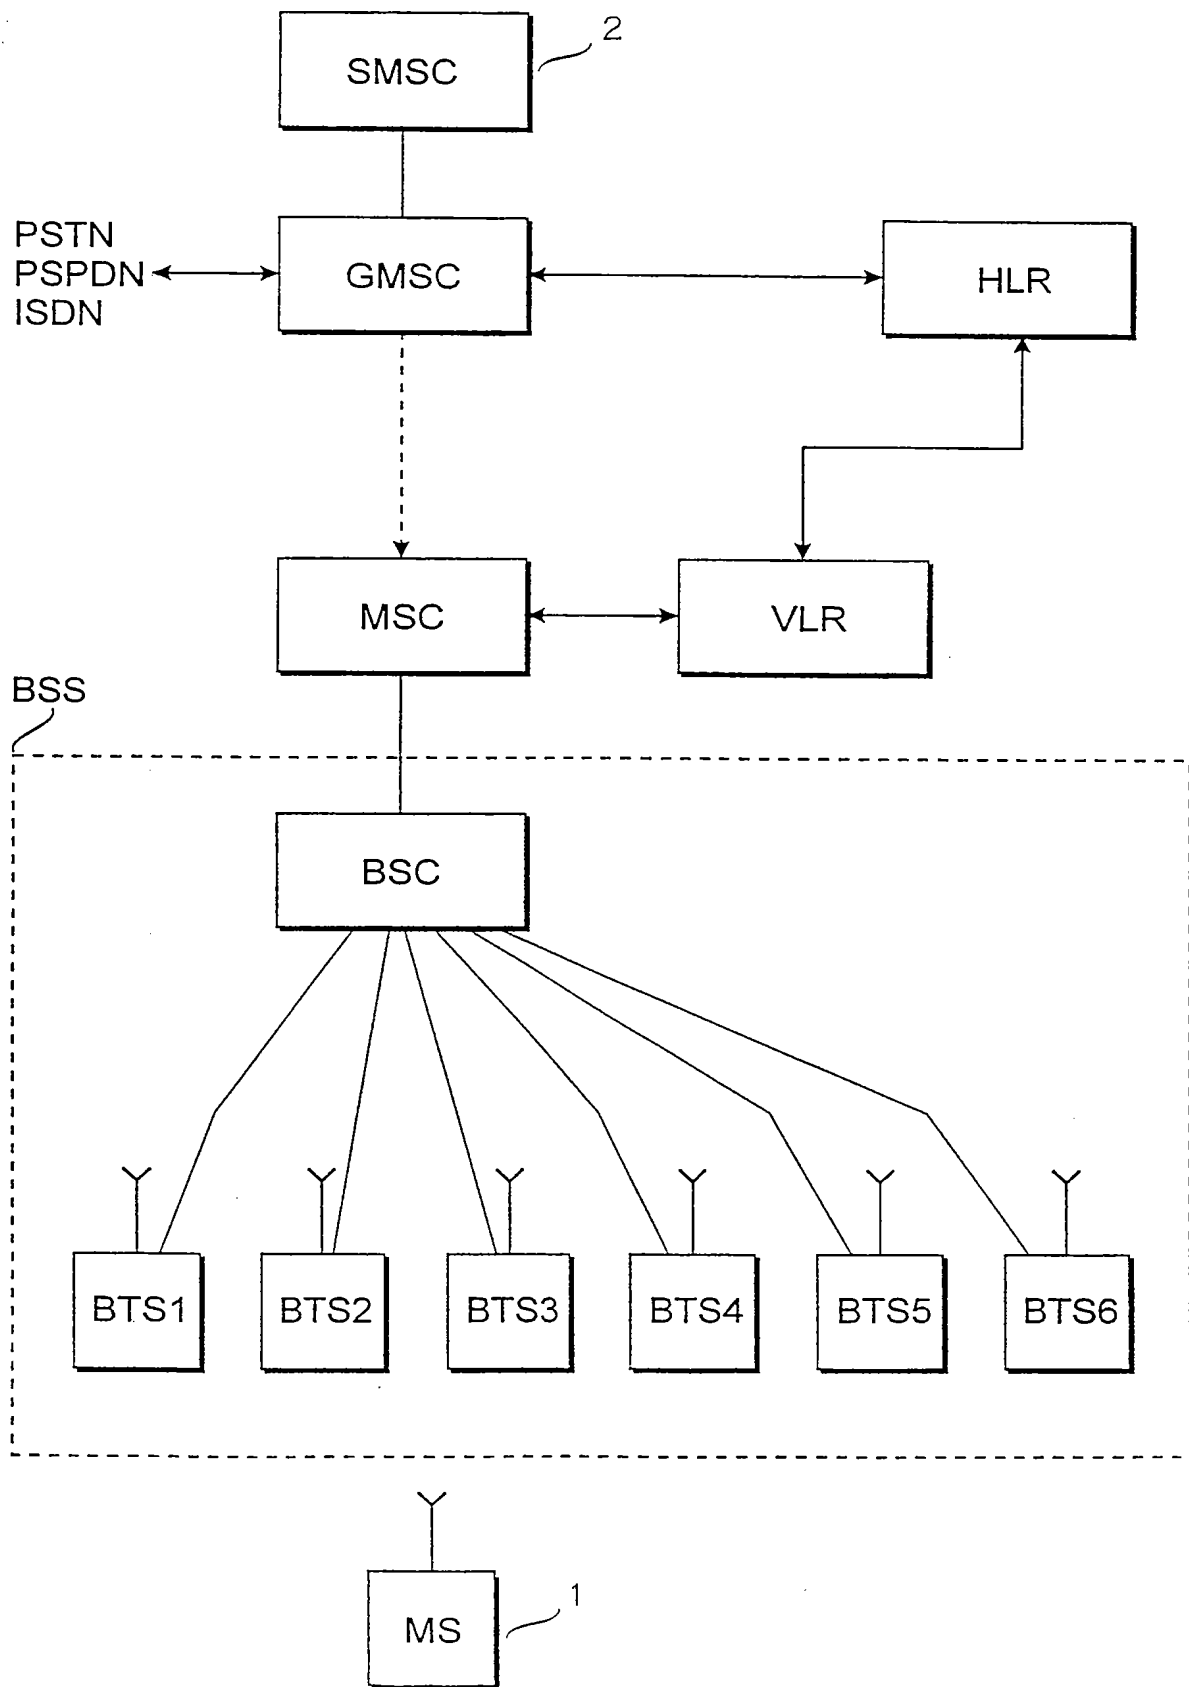 2
SMSC
PSTN
PSPDN
ISDN
GMSC
HLR
MSC
VLR
BSS
BSC
BTS1
BTS2
BTS3
BTS4
BTS5
BTS6
1
MS